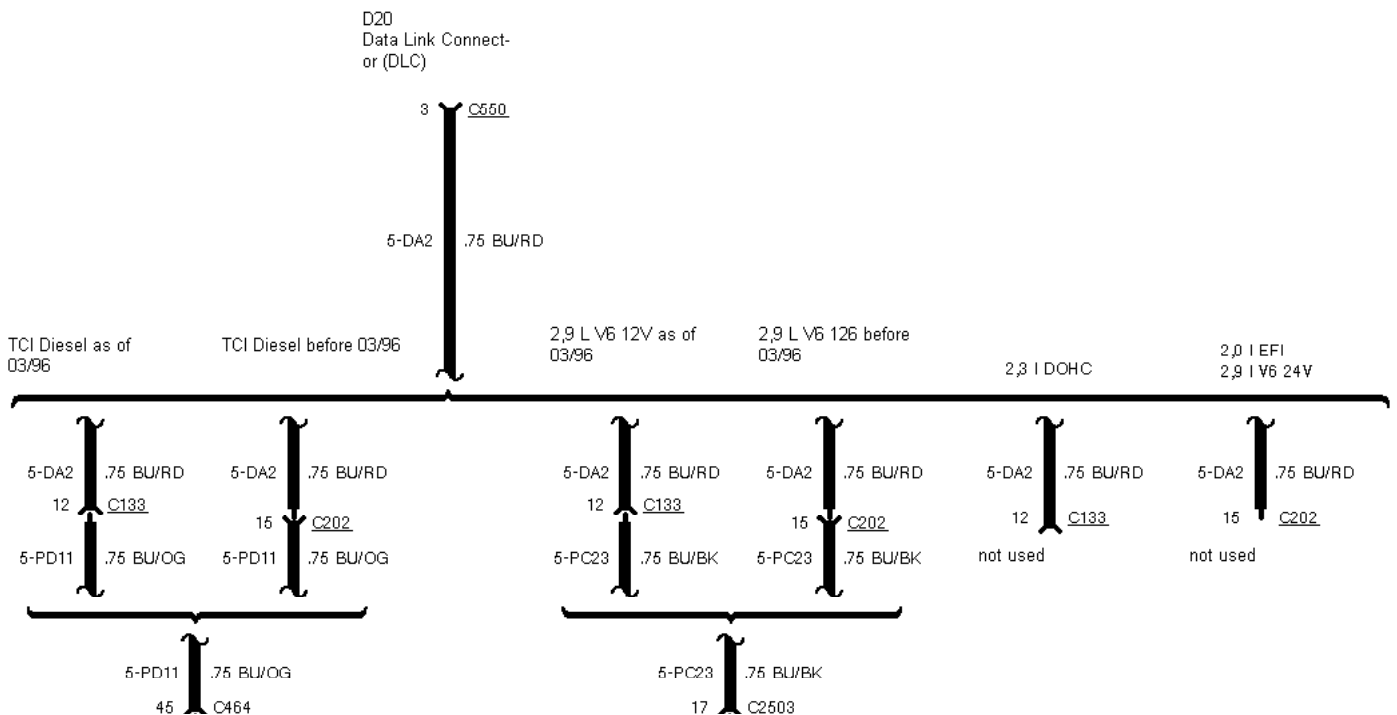 D20
Data Link Connect-
or (DLC)
3 C550
5-DA2 .75 BU/RD
TCI Diesel as of
03/96
TCI Diesel before 03/96
2,9 L V6 12V as of
03/96
2,9 L V6 126 before
03/96
2,3 l DOHC
2,0 l EFI
2,9 l V6 24V
5-DA2 .75 BU/RD
12 C133
5-PD11 .75 BU/OG
5-DA2 .75 BU/RD
15 C202
5-PD11 .75 BU/OG
5-DA2 .75 BU/RD
12 C133
5-PC23 .75 BU/BK
5-DA2 .75 BU/RD
15 C202
5-PC23 .75 BU/BK
5-DA2 .75 BU/RD
12 C133
not used
5-DA2 .75 BU/RD
15 C202
not used
5-PD11 .75 BU/OG
45 C464
5-PC23 .75 BU/BK
17 C2503